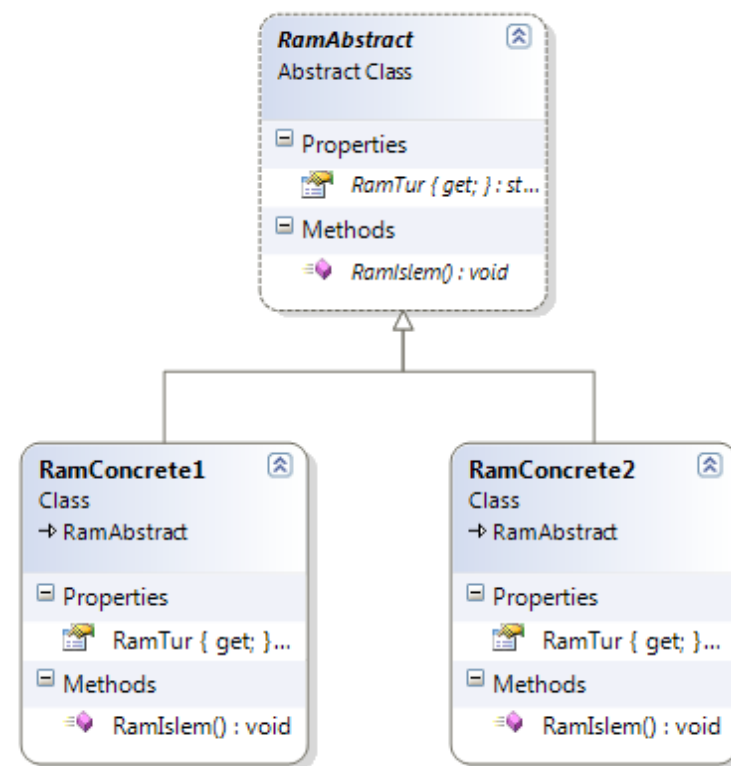 RamAbstract
Abstract Class
Properties
RamTur { get; } : st...
Methods
RamIslem() : void
RamConcrete1
Class
RamAbstract
Properties
RamTur { get; }...
Methods
RamIslem() : void
RamConcrete2
Class
RamAbstract
Properties
RamTur { get; }...
Methods
RamIslem() : void